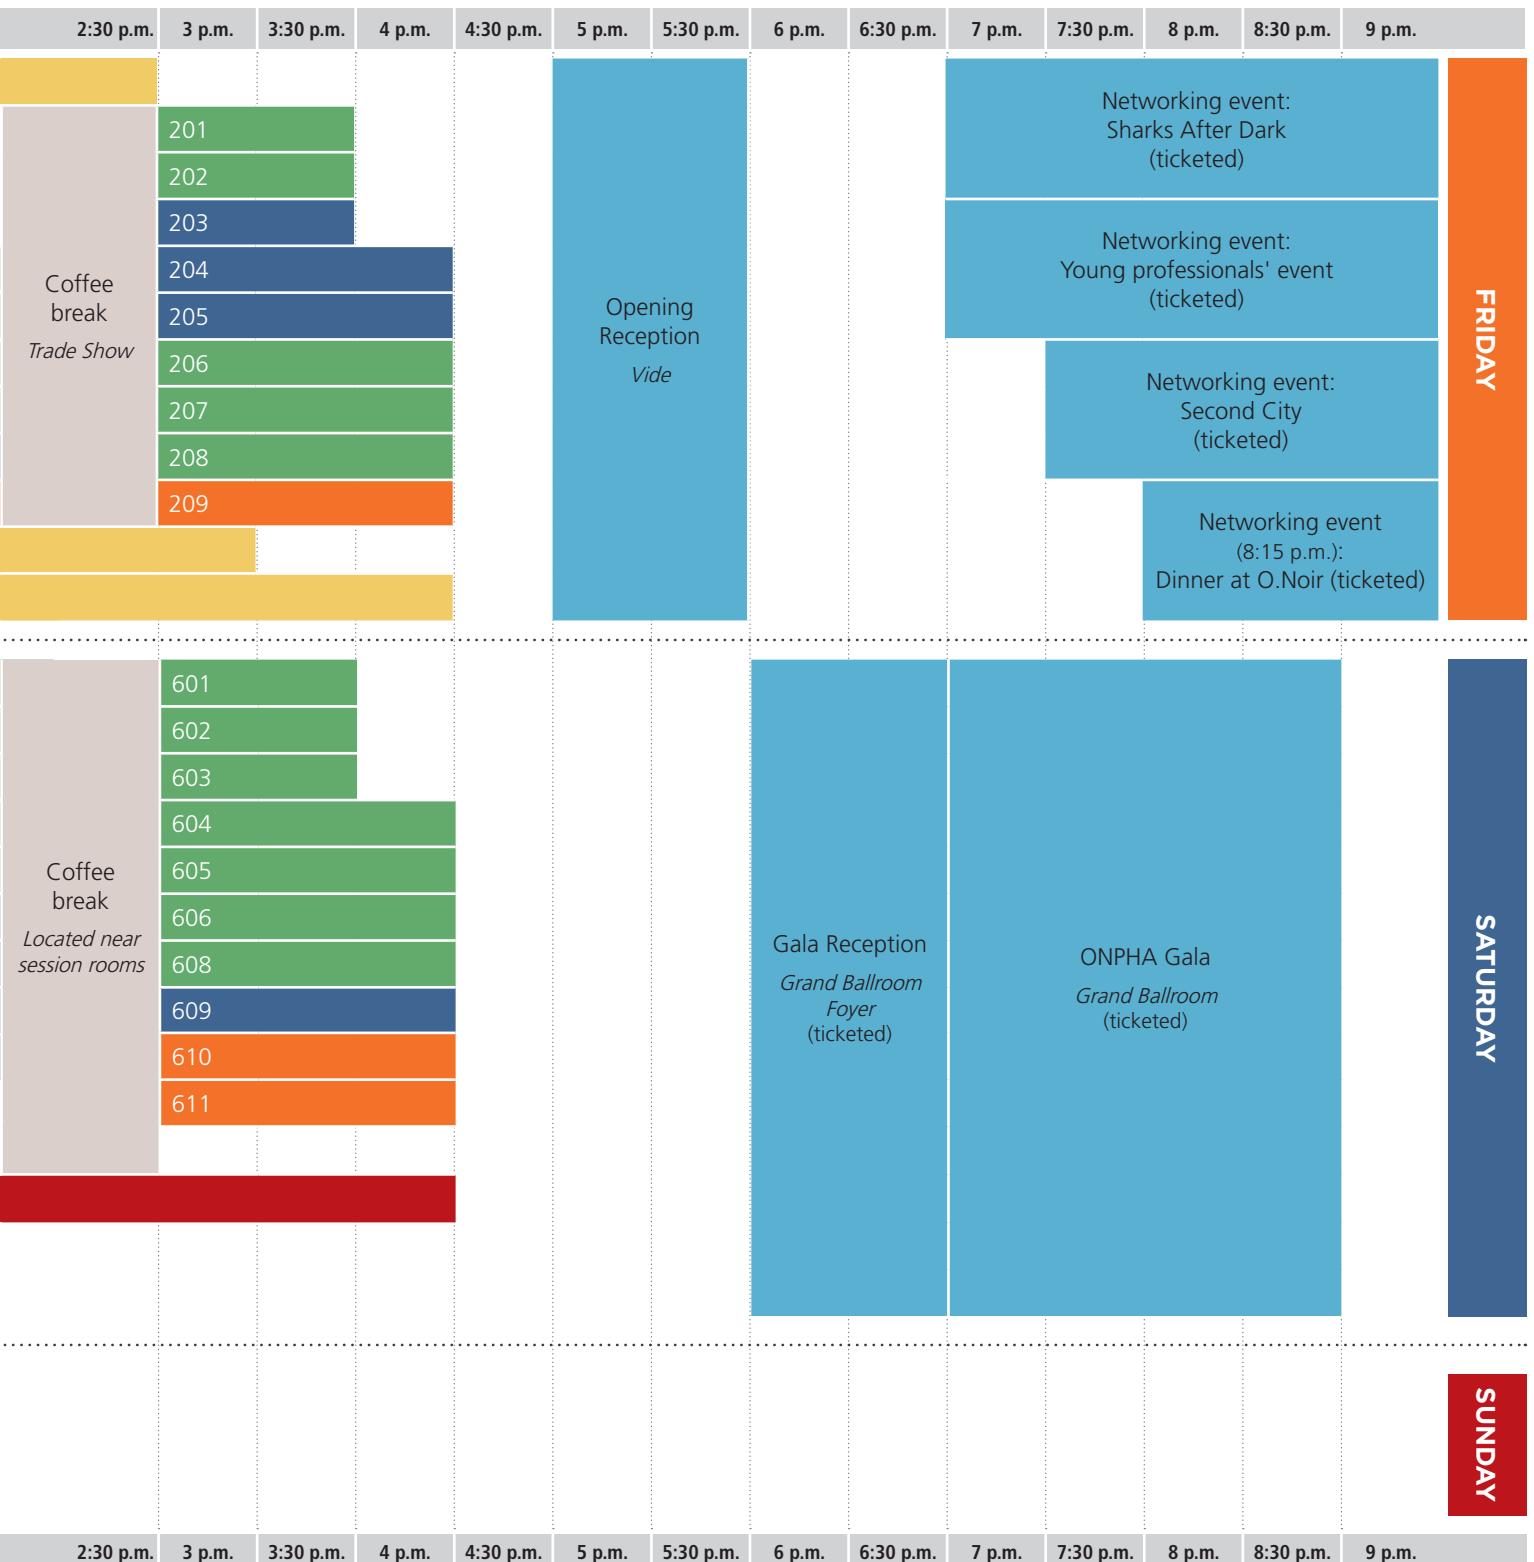 2:30 p.m. 3 p.m. 3:30 p.m. 4 p.m. 4:30 p.m. 5 p.m. 5:30 p.m. 6 p.m. 6:30 p.m. 7 p.m. 7:30 p.m. 8 p.m. 8:30 p.m. 9 p.m.
Coffee
break
Trade Show
201
202
203
204
205
206
207
208
209
Opening
Reception
Vide
Networking event:
Sharks After Dark
(ticketed)
Networking event:
Young professionals' event
(ticketed)
Networking event:
Second City
(ticketed)
Networking event
(8:15 p.m.):
Dinner at O.Noir (ticketed)
FRIDAY
Coffee
break
Located near
session rooms
601
602
603
604
605
606
608
609
610
611
Gala Reception
Grand Ballroom
Foyer
(ticketed)
ONPHA Gala
Grand Ballroom
(ticketed)
SATURDAY
SUNDAY
2:30 p.m. 3 p.m. 3:30 p.m. 4 p.m. 4:30 p.m. 5 p.m. 5:30 p.m. 6 p.m. 6:30 p.m. 7 p.m. 7:30 p.m. 8 p.m. 8:30 p.m. 9 p.m.